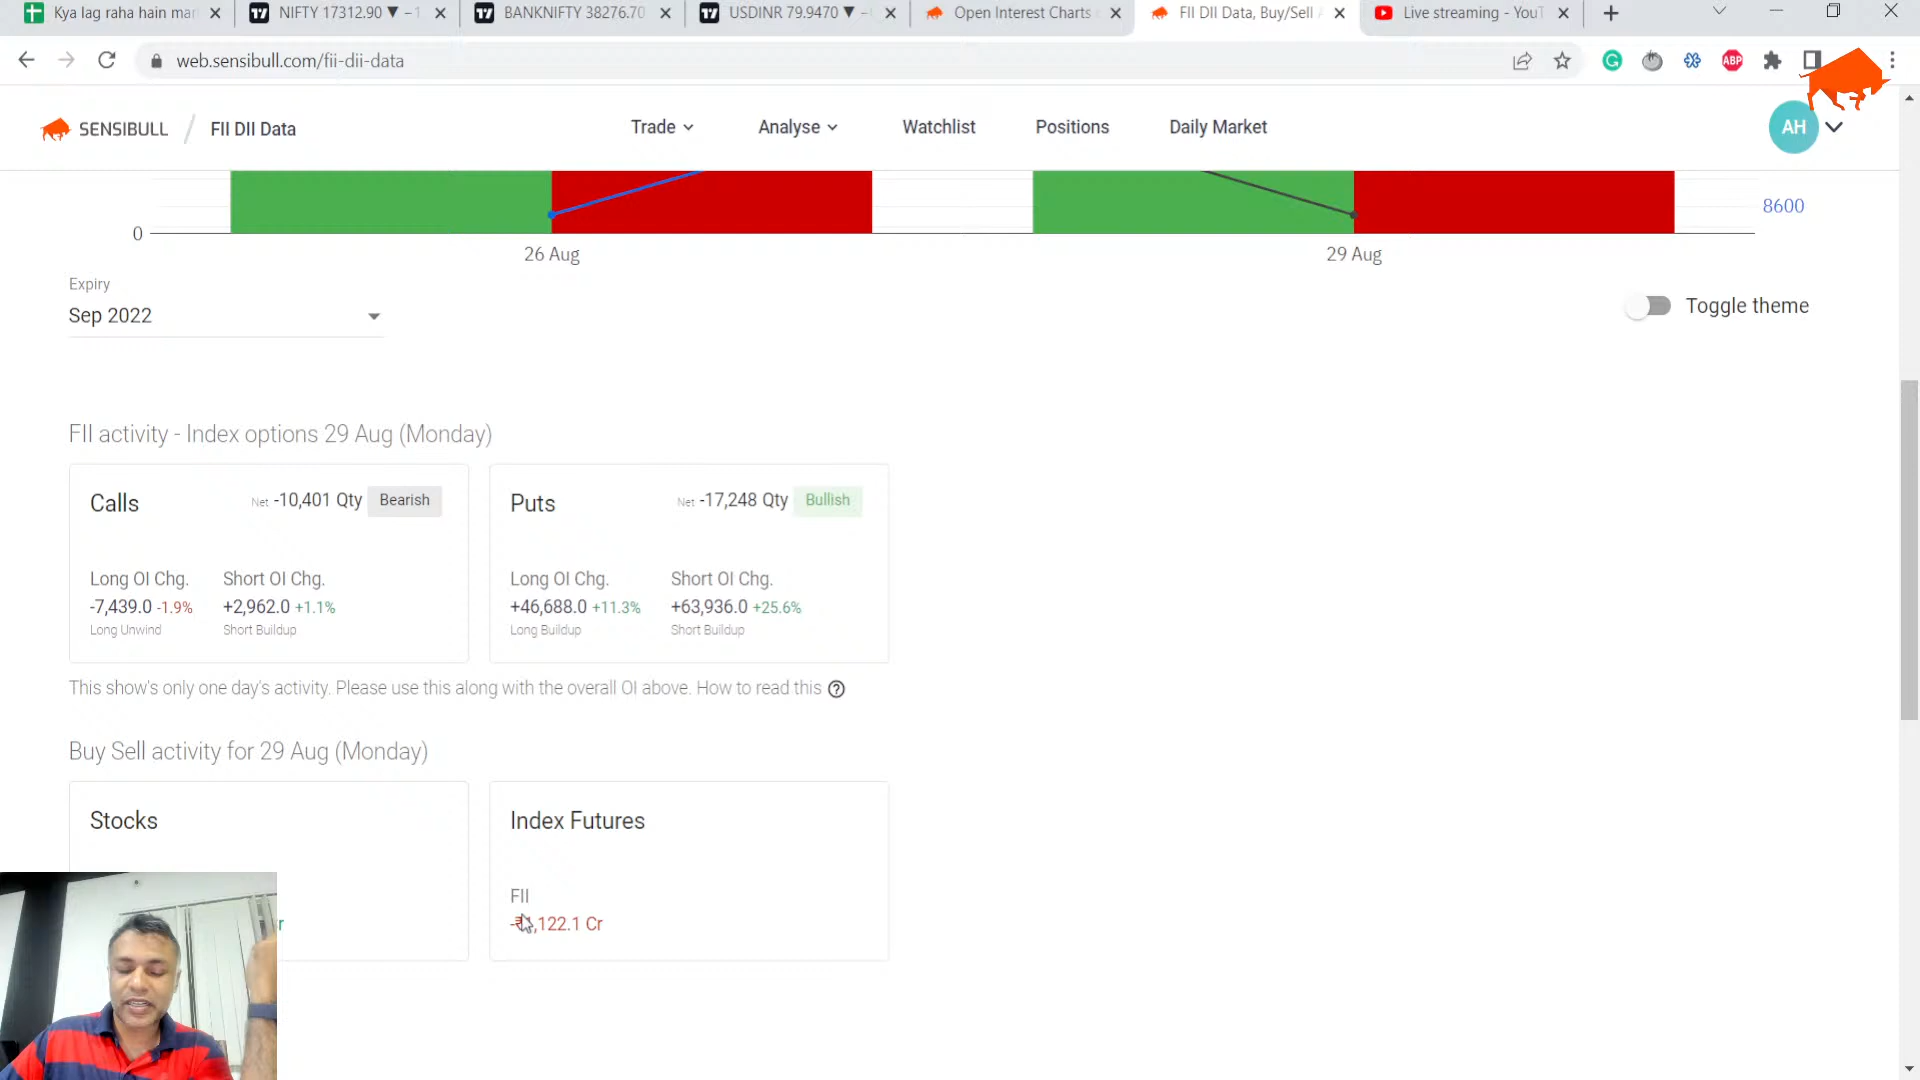 Kya lag raha hain mar
NIFTY 17312.90 ▼ −1
BANKNIFTY 38276.70
USDINR 79.9470 ▼ −
Open Interest Charts
FII DII Data, Buy/Sell
Live streaming - YouT
web.sensibull.com/fii-dii-data
ABP
SENSIBULL / FII DII Data
Trade
Analyse
Watchlist
Positions
Daily Market
AH
8600
0
26 Aug
29 Aug
Expiry
Sep 2022
Toggle theme
FII activity - Index options 29 Aug (Monday)
Calls
Net -10,401 Qty Bearish
Long OI Chg. Short OI Chg.
-7,439.0 -1.9% +2,962.0 +1.1%
Long Unwind Short Buildup
Puts
Net -17,248 Qty Bullish
Long OI Chg. Short OI Chg.
+46,688.0 +11.3% +63,936.0 +25.6%
Long Buildup Short Buildup
This show's only one day's activity. Please use this along with the overall OI above. How to read this
Buy Sell activity for 29 Aug (Monday)
Stocks
Index Futures
FII
Cr